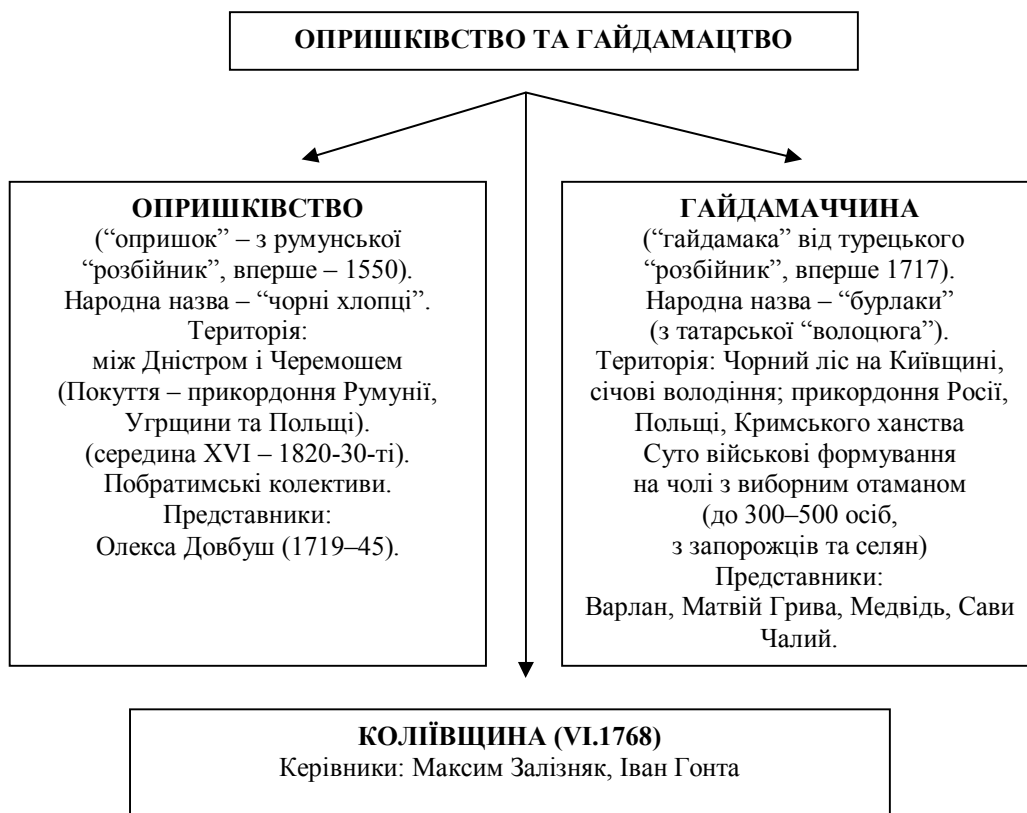 ОПРИШКІВСТВО ТА ГАЙДАМАЦТВО
ОПРИШКІВСТВО
(“опришок” – з румунської
“розбійник”, вперше – 1550).
Народна назва – “чорні хлопці”.
Територія:
між Дністром і Черемошем
(Покуття – прикордоння Румунії,
Угрщини та Польщі).
(середина XVI – 1820-30-ті).
Побратимські колективи.
Представники:
Олекса Довбуш (1719–45).
ГАЙДАМАЧЧИНА
(“гайдамака” від турецького
“розбійник”, вперше 1717).
Народна назва – “бурлаки”
(з татарської “волоцюга”).
Територія: Чорний ліс на Київщині,
січові володіння; прикордоння Росії,
Польщі, Кримського ханства
Суто військові формування
на чолі з виборним отаманом
(до 300–500 осіб,
з запорожців та селян)
Представники:
Варлан, Матвій Грива, Медвідь, Сави
Чалий.
КОЛІЇВЩИНА (VI.1768)
Керівники: Максим Залізняк, Іван Гонта